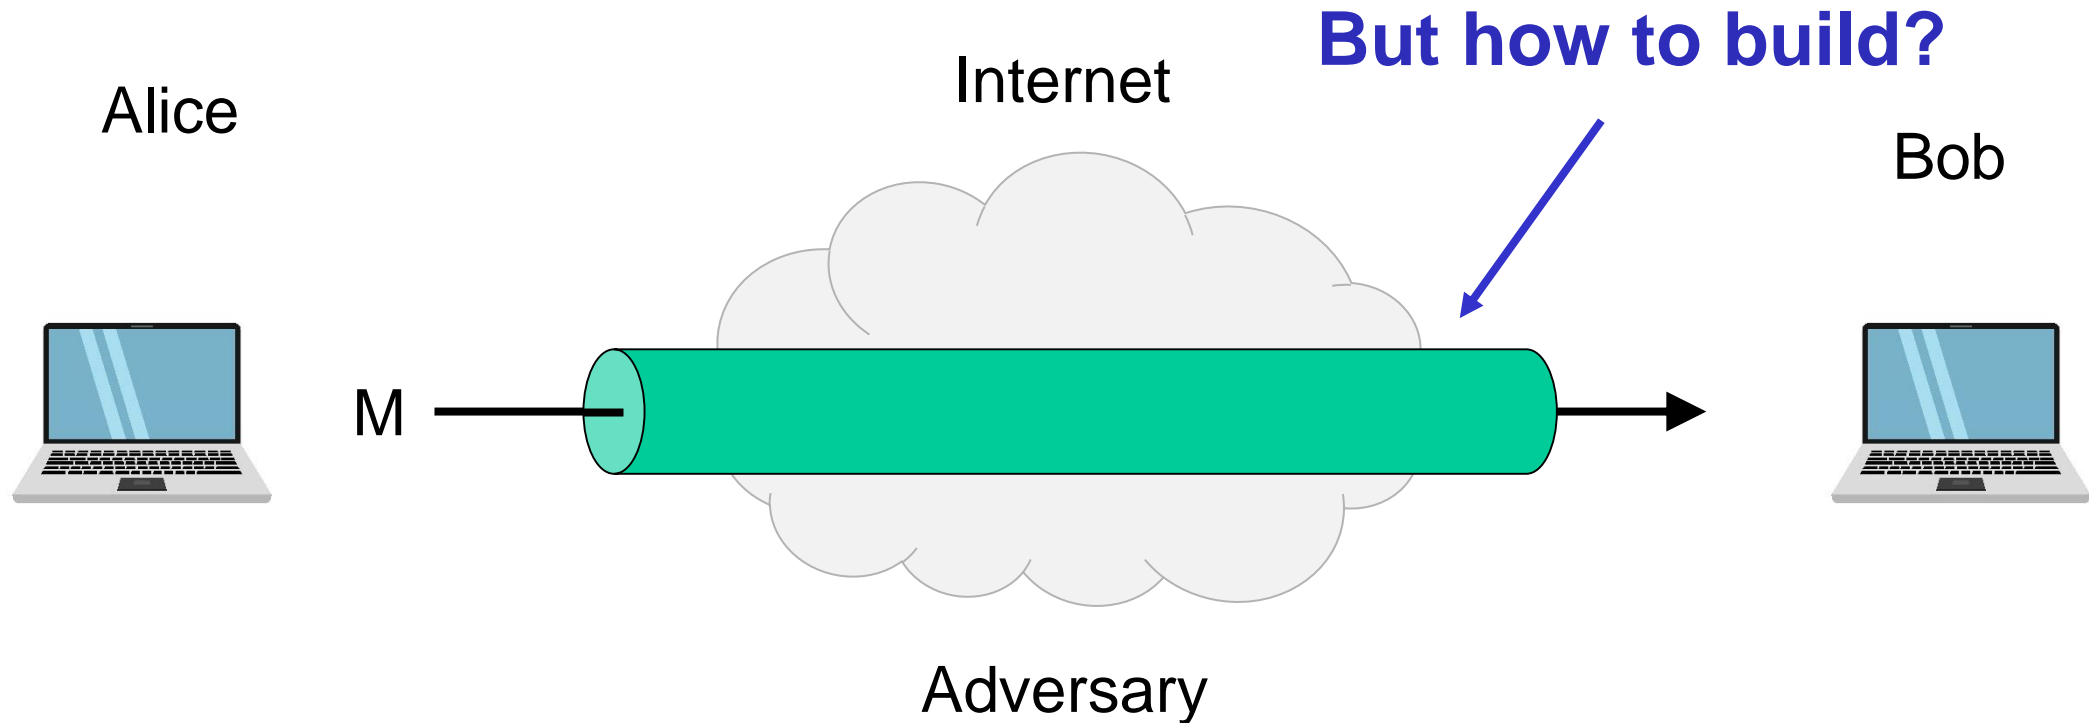 But how to build?
Internet
Alice
Bob
M
Adversary